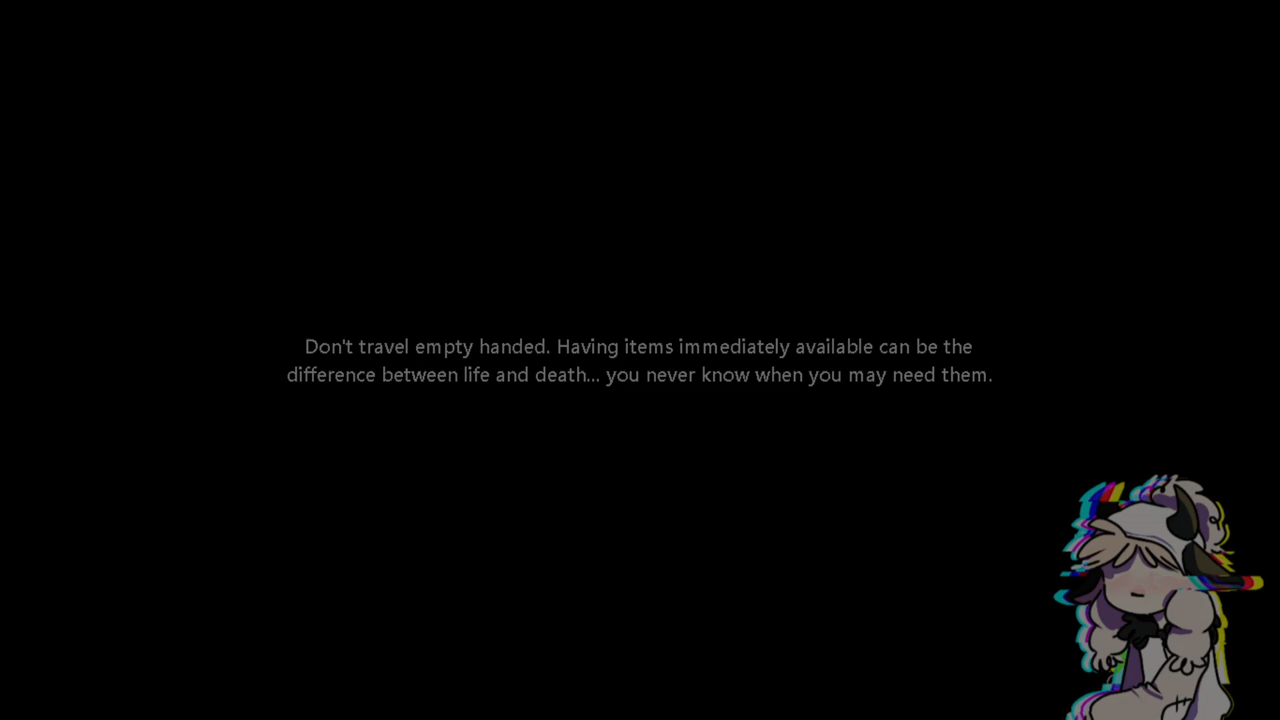 Don't travel empty handed. Having items immediately available can be the
difference between life and death... you never know when you may need them.